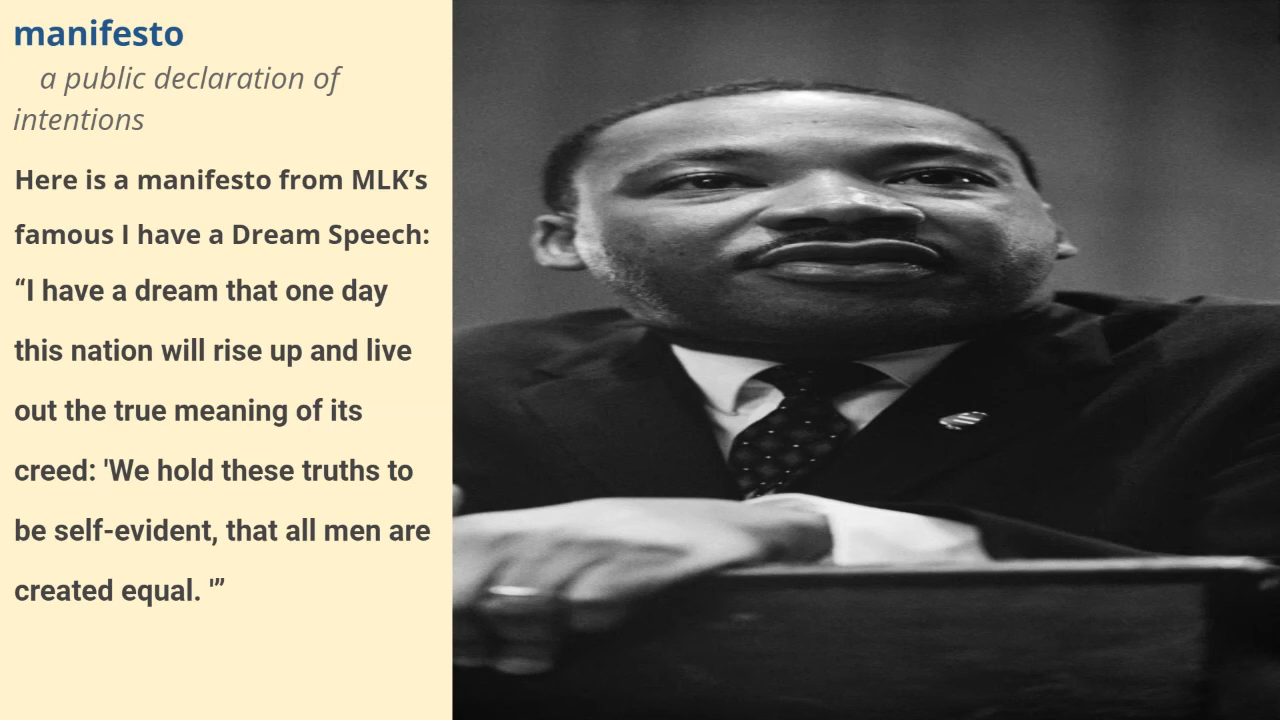 manifesto
a public declaration of
intentions
Here is a manifesto from MLK’s
famous I have a Dream Speech:
“I have a dream that one day
this nation will rise up and live
out the true meaning of its
creed: 'We hold these truths to
be self-evident, that all men are
created equal. '”